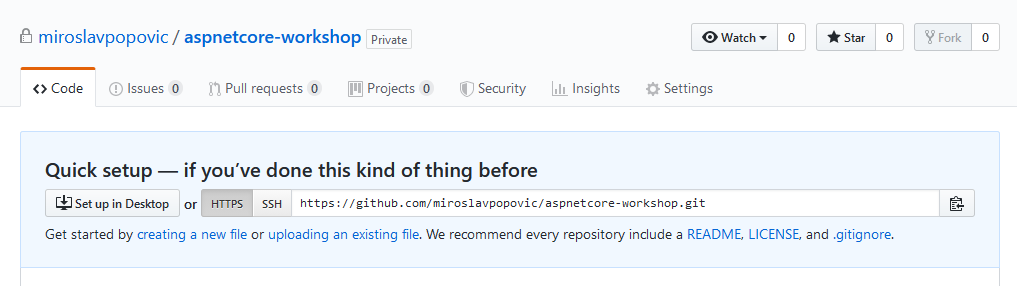 miroslavpopovic / aspnetcore-workshop Private Watch 0 Star 0 Fork 0
Code Issues 0 Pull requests 0 Projects 0 Security Insights Settings
Quick setup — if you’ve done this kind of thing before
Set up in Desktop or HTTPS SSH https://github.com/miroslavpopovic/aspnetcore-workshop.git
Get started by creating a new file or uploading an existing file. We recommend every repository include a README, LICENSE, and .gitignore.